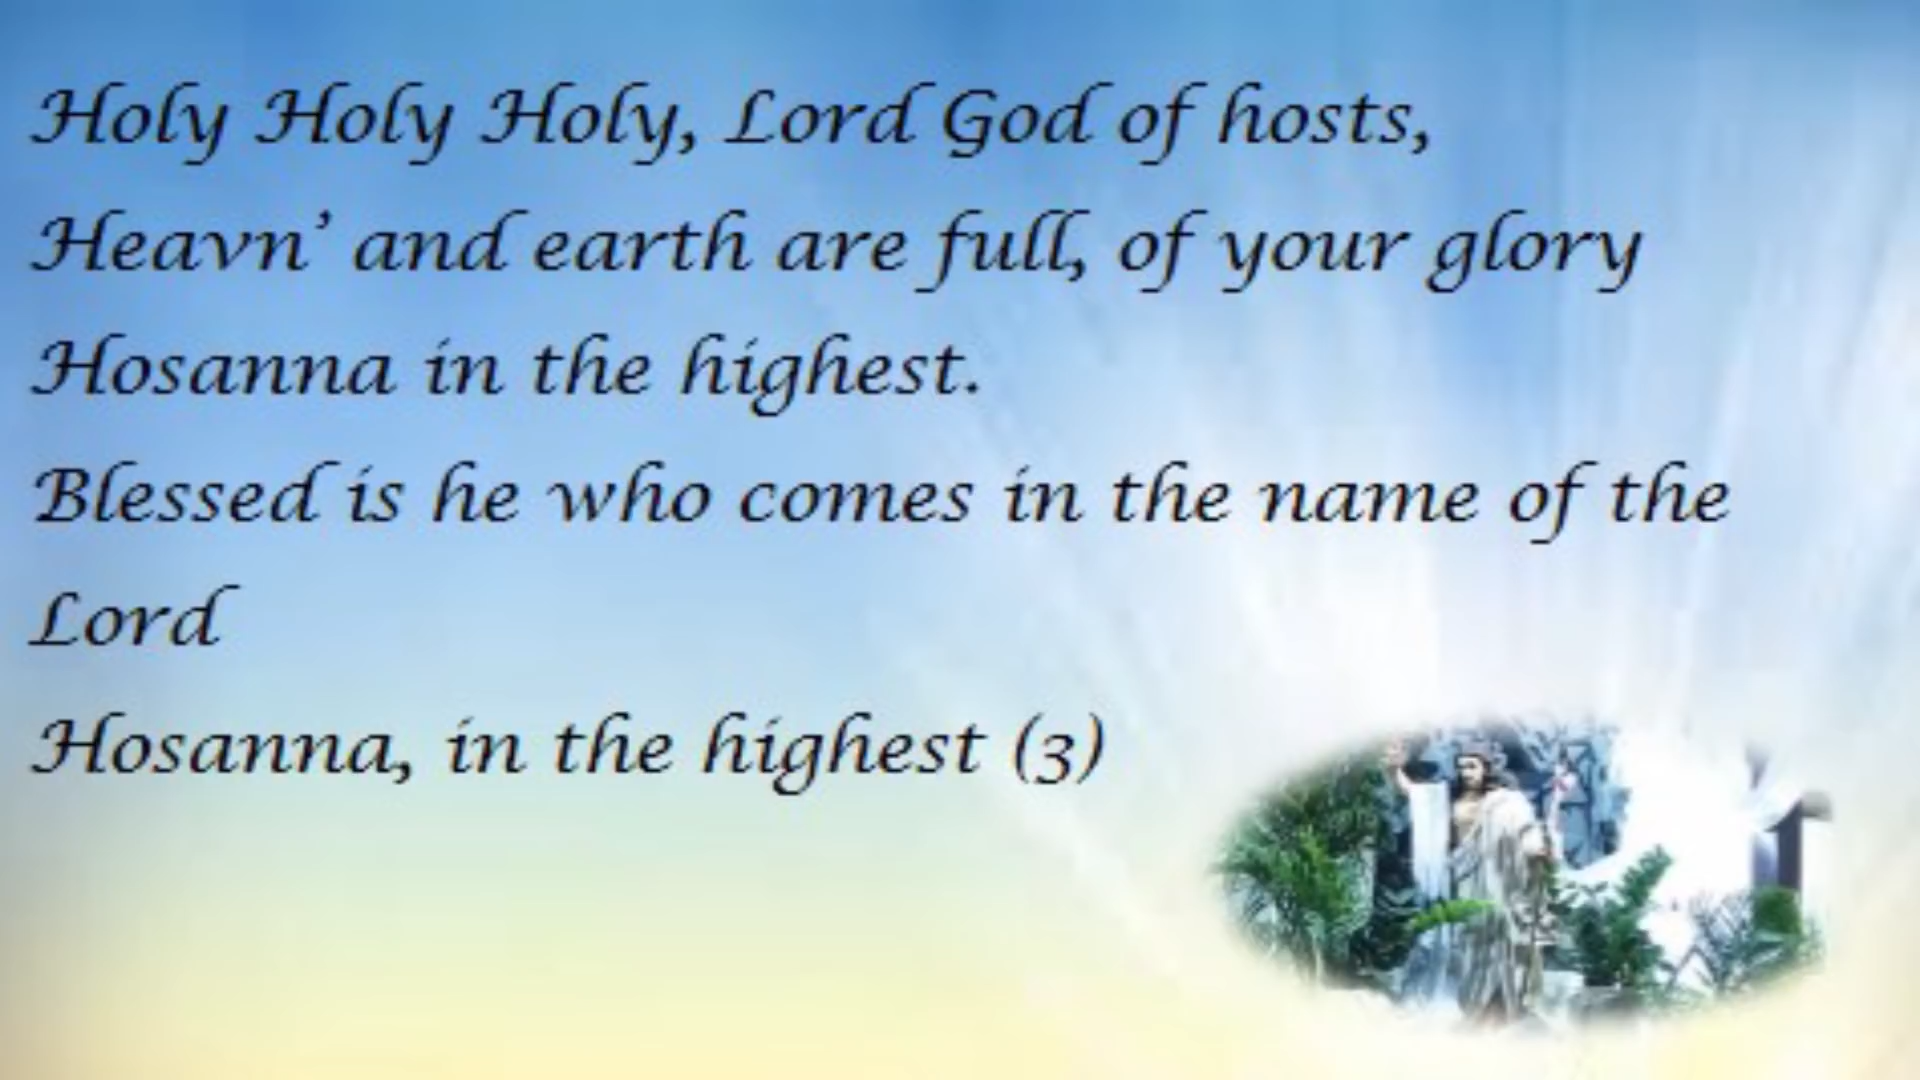 Holy Holy Holy, Lord God of hosts,
Heavn’ and earth are full, of your glory
Hosanna in the highest.
Blessed is he who comes in the name of the
Lord
Hosanna, in the highest (3)